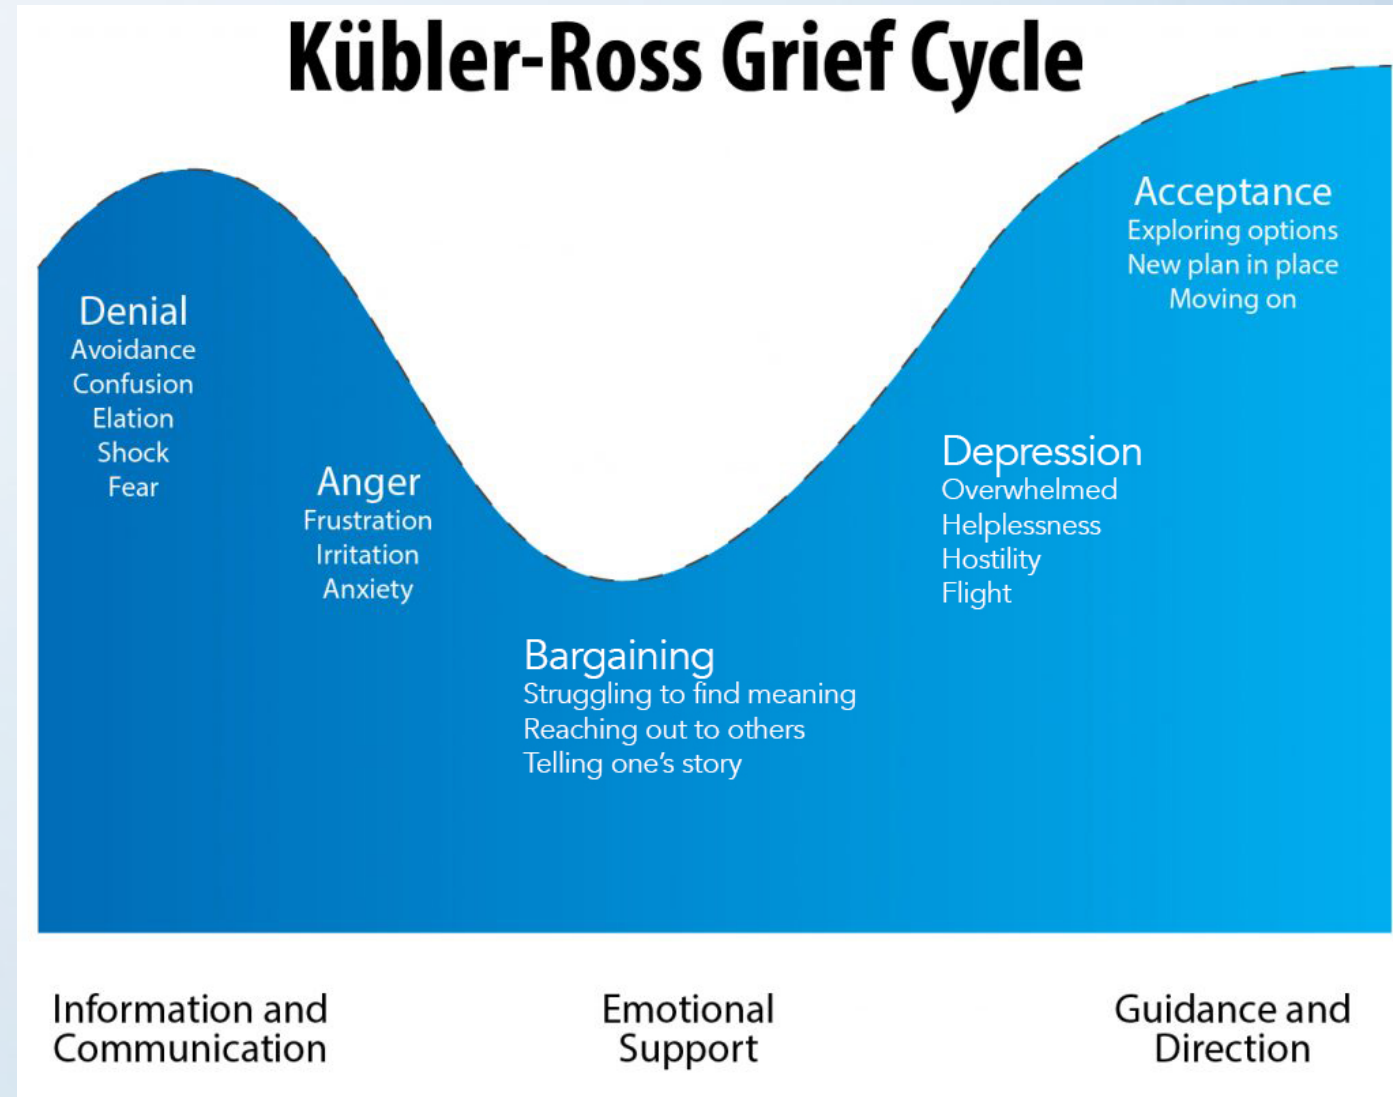 Kübler-Ross Grief Cycle
Denial
Avoidance
Confusion
Elation
Shock
Fear
Anger
Frustration
Irritation
Anxiety
Bargaining
Struggling to find meaning
Reaching out to others
Telling one's story
Depression
Overwhelmed
Helplessness
Hostility
Flight
Acceptance
Exploring options
New plan in place
Moving on
Information and
Communication
Emotional
Support
Guidance and
Direction